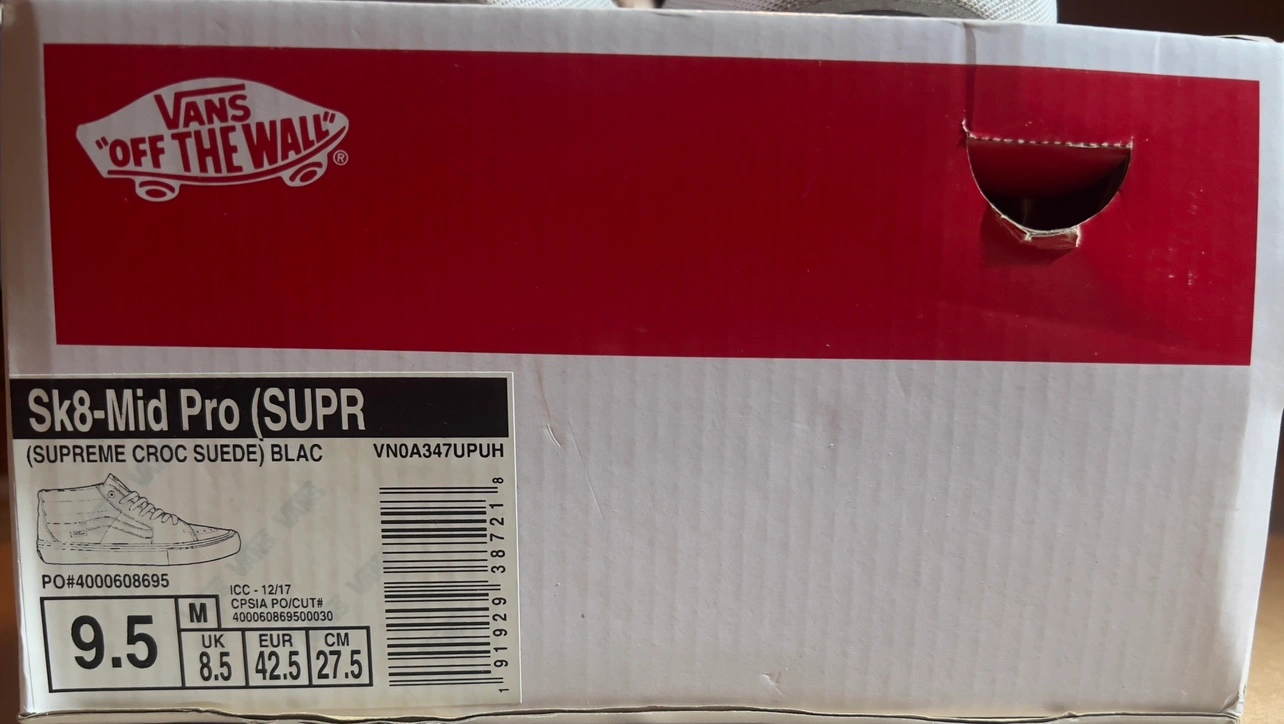 VANS
"OFF THE WALL"®
Sk8-Mid Pro (SUPR
(SUPREME CROC SUEDE) BLAC VN0A347UPUH
PO#4000608695
ICC - 12/17
CPSIA PO/CUT#
400060869500030
9.5
M
UK EUR CM
8.5 42.5 27.5
1 91929 38721 8